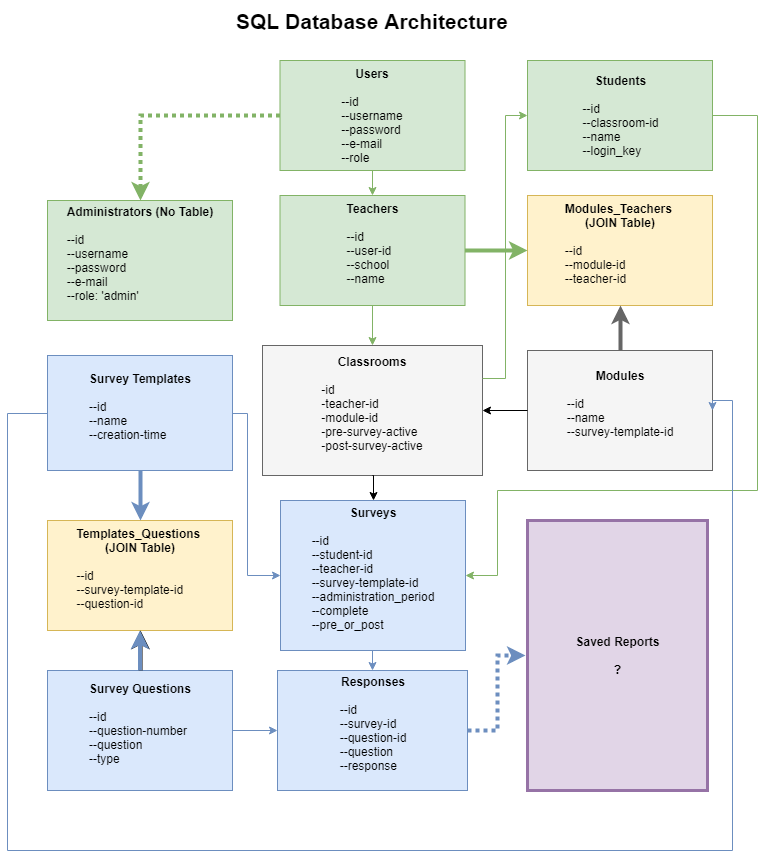 SQL Database Architecture
Users
--id
--username
--password
--e-mail
--role
Students
--id
--classroom-id
--name
--login_key
Administrators (No Table)
--id
--username
--password
--e-mail
--role: 'admin'
Teachers
--id
--user-id
--school
--name
Modules_Teachers
(JOIN Table)
--id
--module-id
--teacher-id
Survey Templates
--id
--name
--creation-time
Classrooms
-id
-teacher-id
-module-id
-pre-survey-active
-post-survey-active
Modules
--id
--name
--survey-template-id
Templates_Questions
(JOIN Table)
--id
--survey-template-id
--question-id
Surveys
--id
--student-id
--teacher-id
--survey-template-id
--administration_period
--complete
--pre_or_post
Saved Reports
?
Survey Questions
--id
--question-number
--question
--type
Responses
--id
--survey-id
--question-id
--question
--response